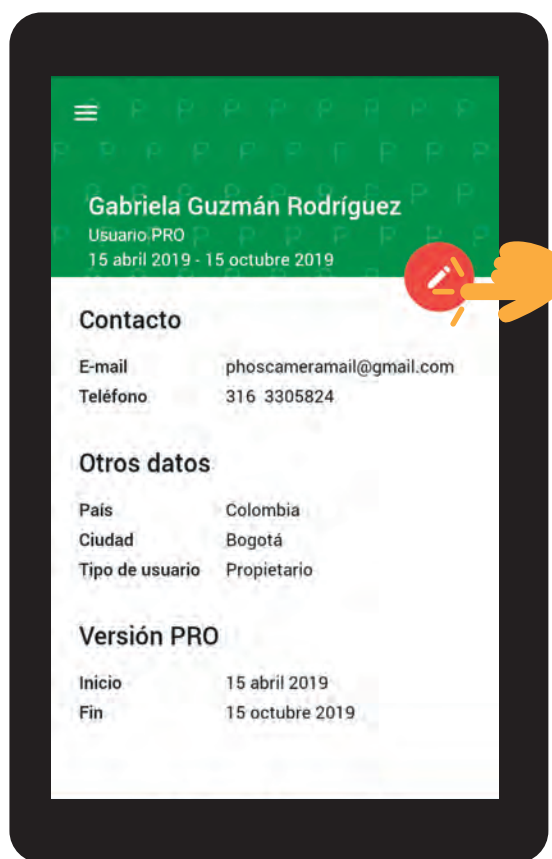 Gabriela Guzmán Rodríguez
Usuario PRO
15 abril 2019 - 15 octubre 2019
Contacto
E-mail phoscameramail@gmail.com
Teléfono 316 3305824
Otros datos
País Colombia
Ciudad Bogotá
Tipo de usuario Propietario
Versión PRO
Inicio 15 abril 2019
Fin 15 octubre 2019